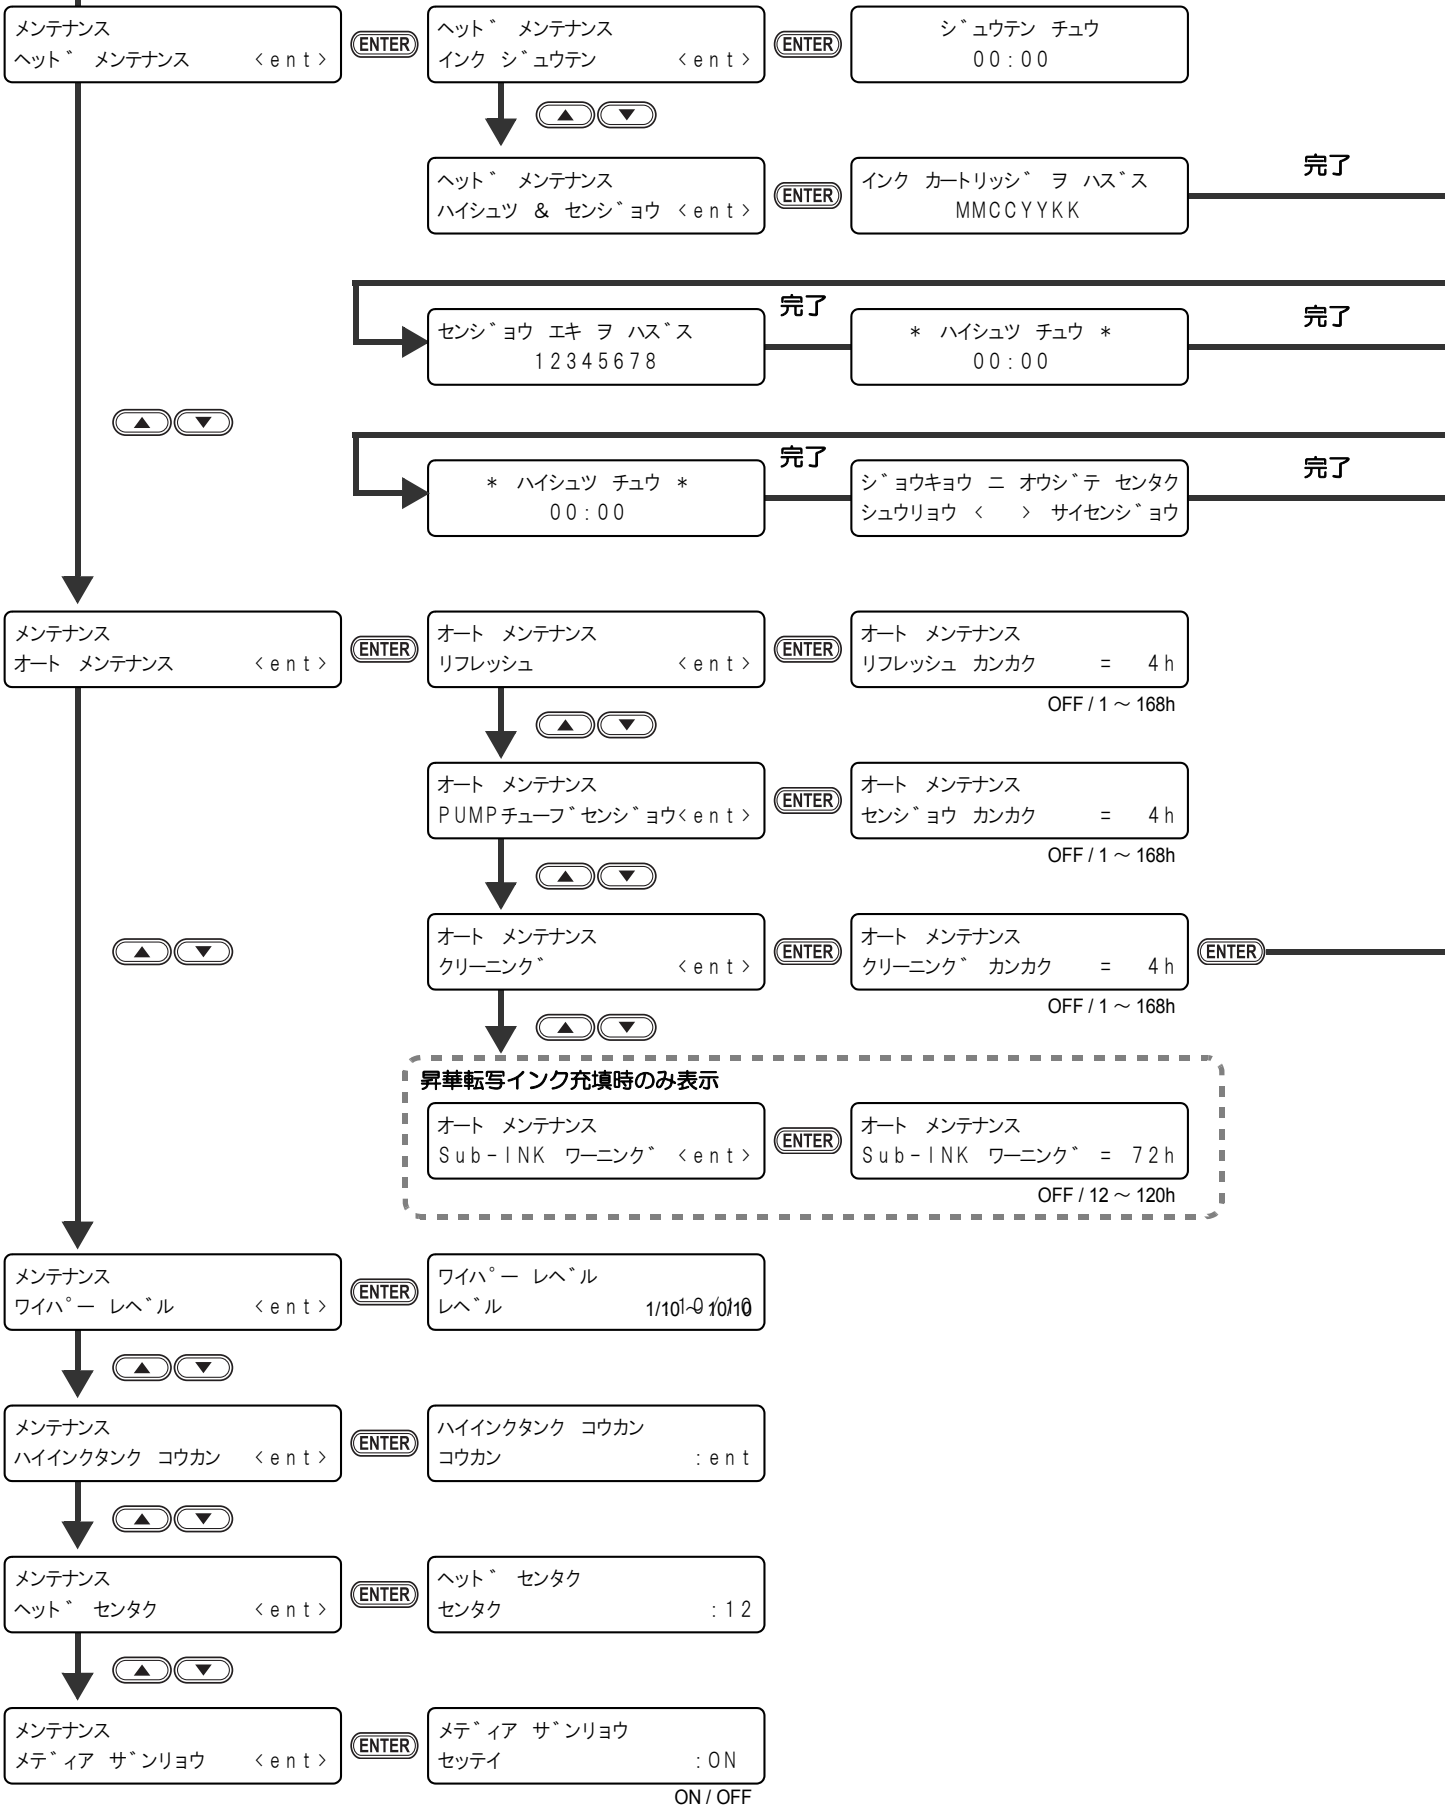 メンテナンス
ヘット゛ メンテナンス <ent>
ENTER
ヘット゛ メンテナンス
インク シ゛ュウテン <ent>
ENTER
シ゛ュウテン チュウ
00:00
ヘット゛ メンテナンス
ハイシュツ & センシ゛ョウ <ent>
ENTER
インク カートリッシ゛ ヲ ハス゛ス
MMCCYYKK
完了
センシ゛ョウ エキ ヲ ハス゛ス
12345678
完了
* ハイシュツ チュウ *
00:00
完了
* ハイシュツ チュウ *
00:00
完了
シ゛ョウキョウ ニ オウシ゛テ センタク
シュウリョウ < > サイセンシ゛ョウ
完了
メンテナンス
オート メンテナンス <ent>
ENTER
オート メンテナンス
リフレッシュ <ent>
ENTER
オート メンテナンス
リフレッシュ カンカク = 4h
OFF / 1 ~ 168h
オート メンテナンス
PUMPチューフ゛センシ゛ョウ<ent>
ENTER
オート メンテナンス
センシ゛ョウ カンカク = 4h
OFF / 1 ~ 168h
オート メンテナンス
クリーニンク゛ <ent>
ENTER
オート メンテナンス
クリーニンク゛ カンカク = 4h
ENTER
OFF / 1 ~ 168h
昇華転写インク充填時のみ表示
オート メンテナンス
Sub-INK ワーニンク゛ <ent>
ENTER
オート メンテナンス
Sub-INK ワーニンク゛ = 72h
OFF / 12 ~ 120h
メンテナンス
ワイハ゜ー レヘ゛ル <ent>
ENTER
ワイハ゜ー レヘ゛ル
レヘ゛ル 10/10
1/10~10/10
メンテナンス
ハイインクタンク コウカン <ent>
ENTER
ハイインクタンク コウカン
コウカン :ent
メンテナンス
ヘット゛ センタク <ent>
ENTER
ヘット゛ センタク
センタク :12
メンテナンス
メテ゛ィア サ゛ンリョウ <ent>
ENTER
メテ゛ィア サ゛ンリョウ
セッテイ :ON
ON / OFF